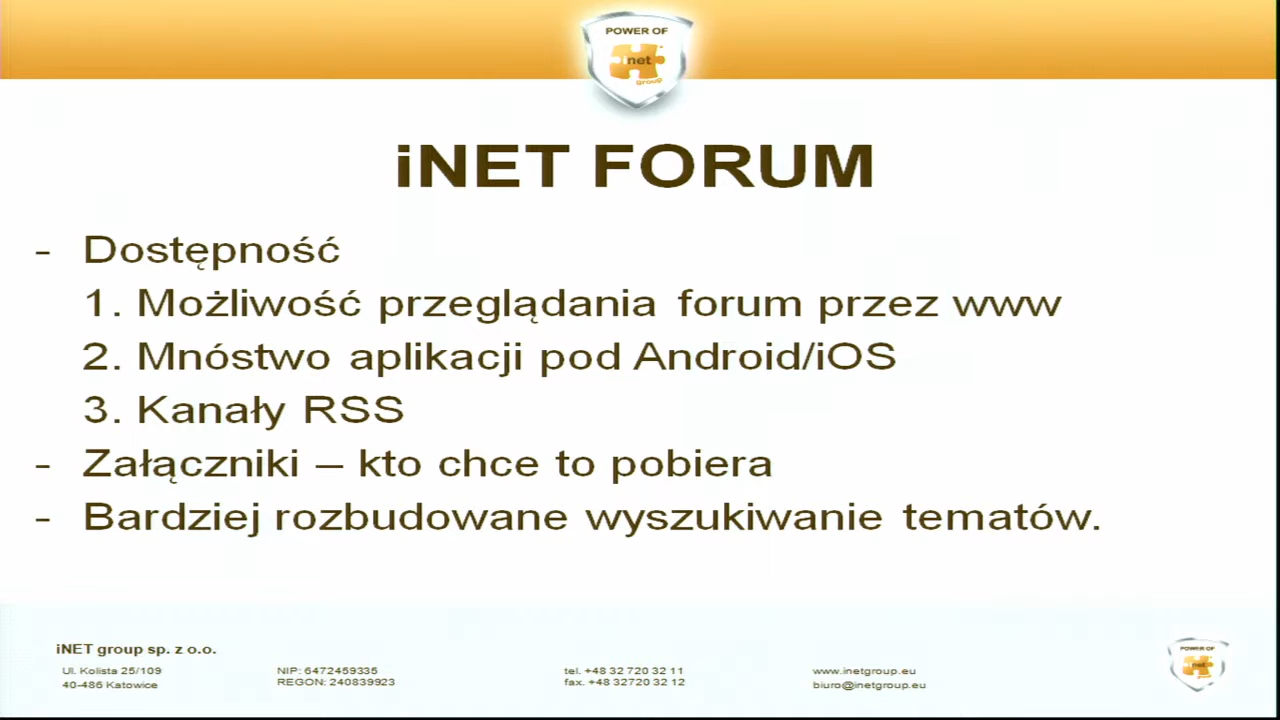 POWER OF
inet
group
iNET FORUM
- Dostępność
1. Możliwość przeglądania forum przez www
2. Mnóstwo aplikacji pod Android/iOS
3. Kanały RSS
- Załączniki – kto chce to pobiera
- Bardziej rozbudowane wyszukiwanie tematów.
iNET group sp. z o.o.
Ul. Kolista 25/109
40-486 Katowice
NIP: 6472459335
REGON: 240839923
tel. +48 32 720 32 11
fax. +48 32720 32 12
www.inetgroup.eu
biuro@inetgroup.eu
POWER OF
inet